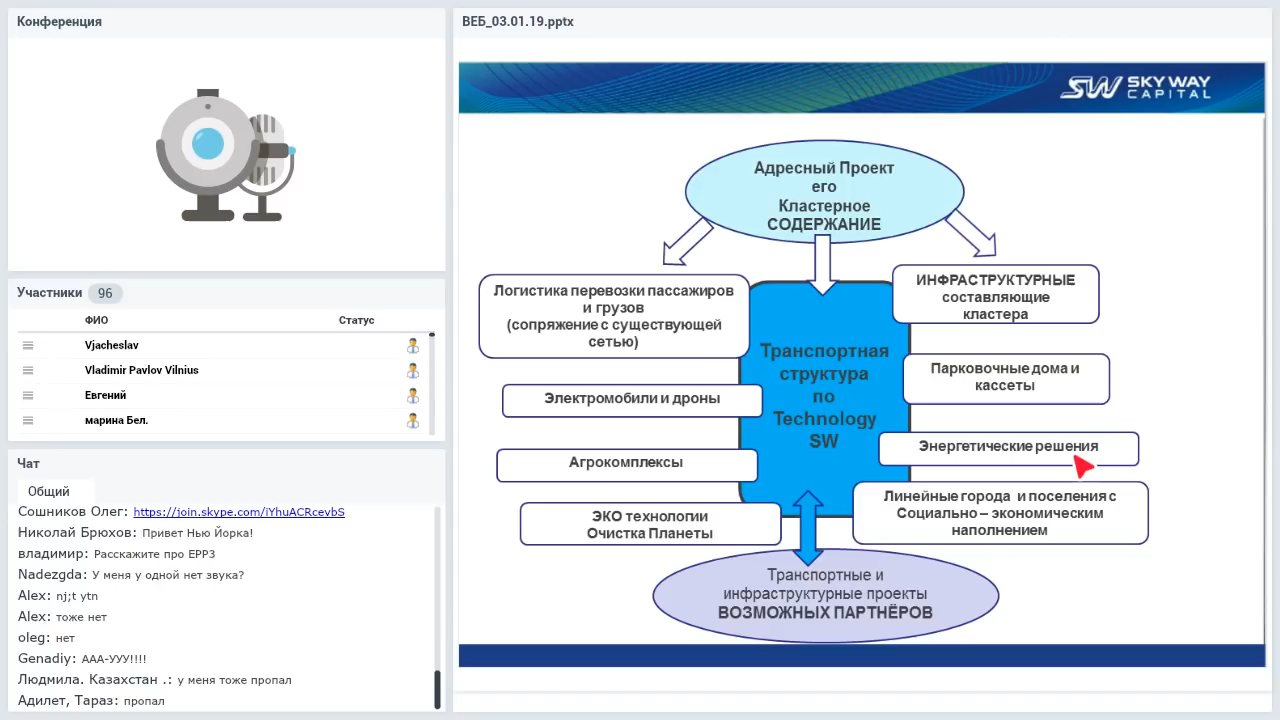 Конференция
Участники 96
ФИО Статус
Vjacheslav
Vladimir Pavlov Vilnius
Евгений
марина Бел.
Чат
Общий
Сошников Олег: https://join.skype.com/iYhuACRcevbS
Николай Брюхов: Привет Нью Йорка!
владимир: Расскажите про ЕРРЗ
Nadezgda: У меня у одной нет звука?
Alex: nj;t ytn
Alex: тоже нет
oleg: нет
Genadiy: ААА-УУУ!!!!
Людмила. Казахстан .: у меня тоже пропал
Адилет, Тараз: пропал
ВЕБ_03.01.19.pptx
SW SKY WAY
CAPITAL
Адресный Проект
его
Кластерное
СОДЕРЖАНИЕ
Логистика перевозки пассажиров
и грузов
(сопряжение с существующей
сетью)
Электромобили и дроны
Агрокомплексы
ЭКО технологии
Очистка Планеты
Транспортная
структура
по
Technology
SW
ИНФРАСТРУКТУРНЫЕ
составляющие
кластера
Парковочные дома и
кассеты
Энергетические решения
Линейные города и поселения с
Социально – экономическим
наполнением
Транспортные и
инфраструктурные проекты
ВОЗМОЖНЫХ ПАРТНЁРОВ